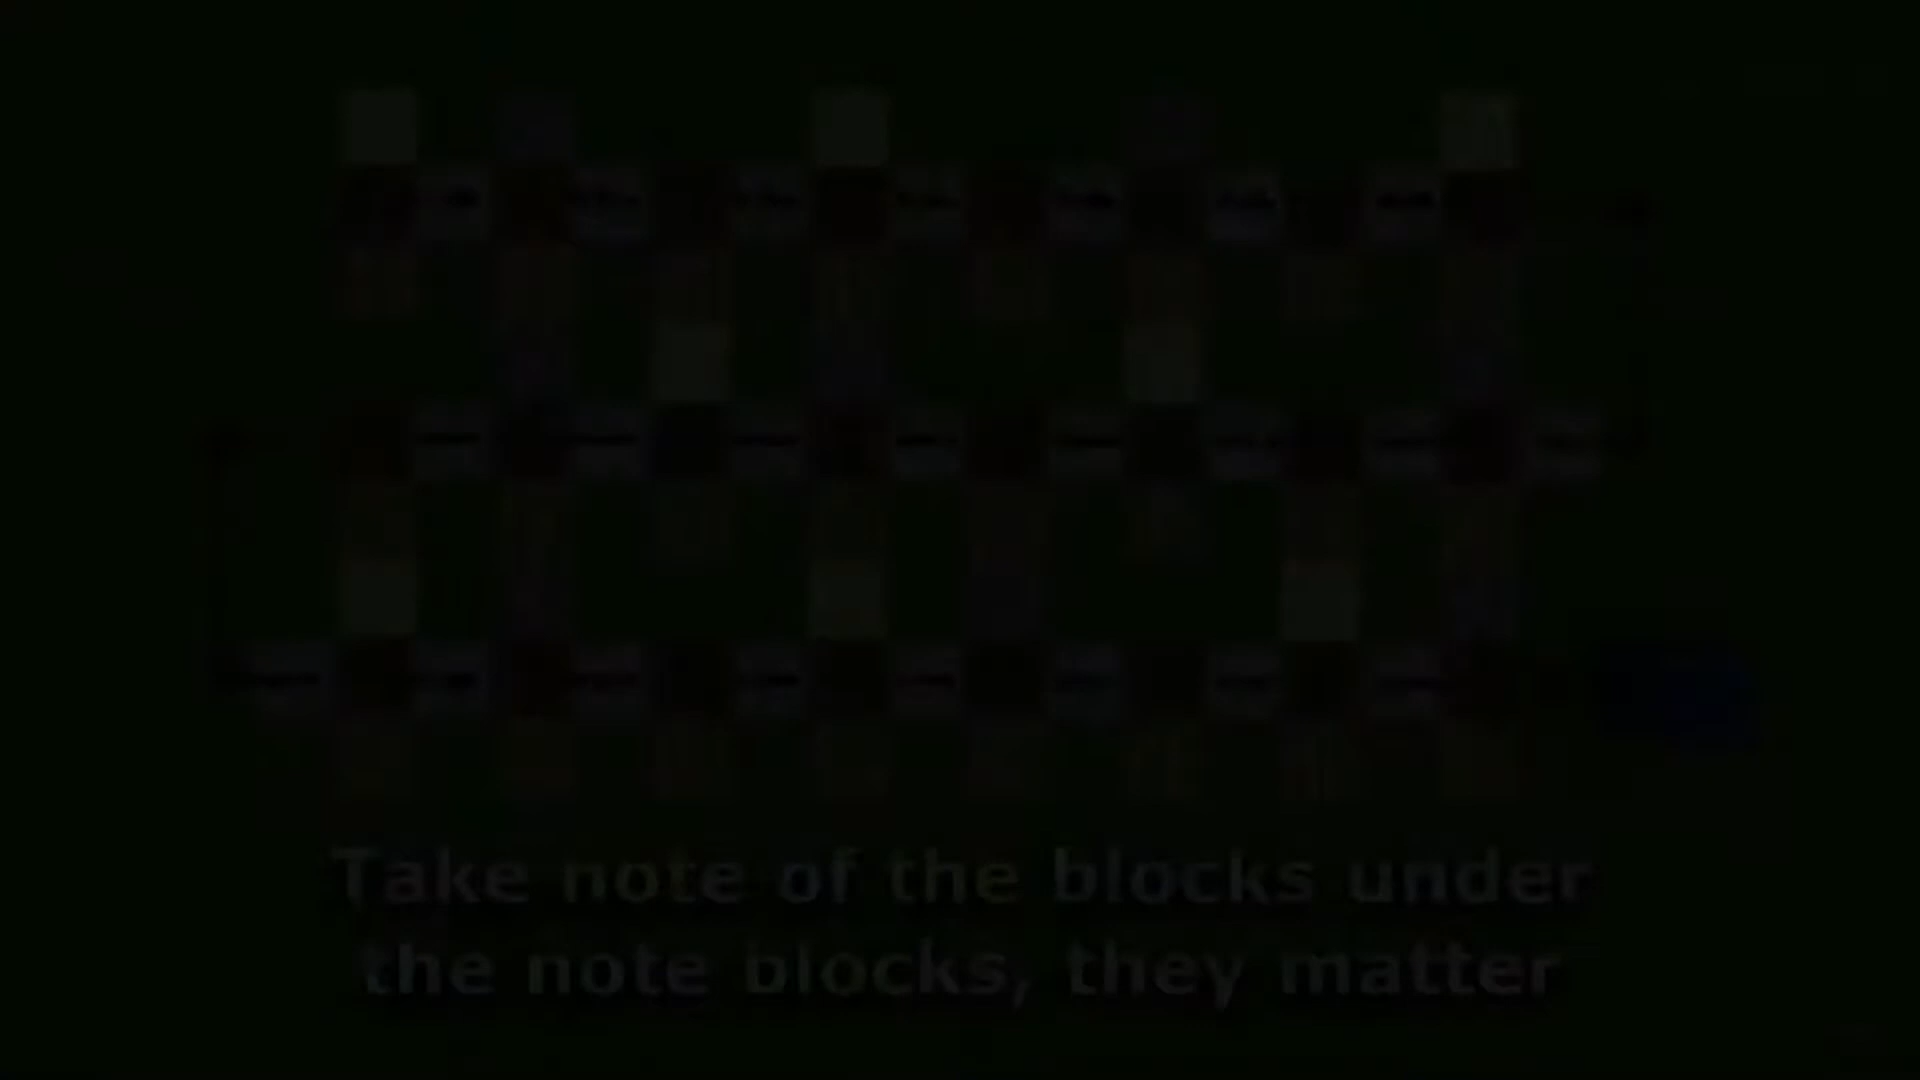 Take note of the blocks under
the note blocks, they matter